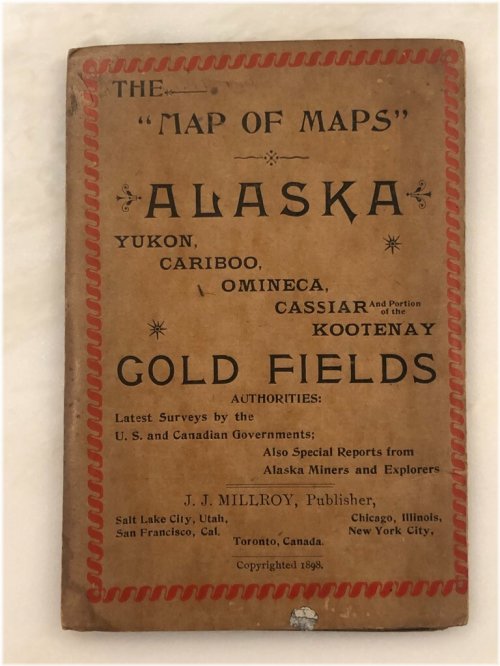 THE
"MAP OF MAPS"
ALASKA
YUKON,
CARIBOO,
OMINECA,
CASSIAR And Portion of the
KOOTENAY
GOLD FIELDS
AUTHORITIES:
Latest Surveys by the
U. S. and Canadian Governments;
Also Special Reports from
Alaska Miners and Explorers
J. J. MILLROY, Publisher,
Salt Lake City, Utah, Chicago, Illinois,
San Francisco, Cal. New York City,
Toronto, Canada.
Copyrighted 1898.